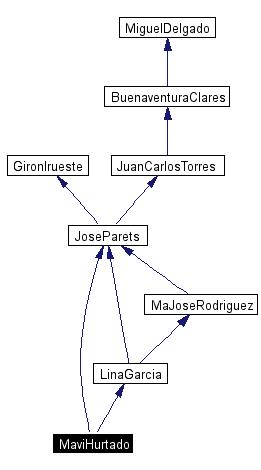 MiguelDelgado
BuenaventuraClares
GironIrueste
JuanCarlosTorres
JoseParets
MaJoseRodriguez
LinaGarcia
MaviHurtado